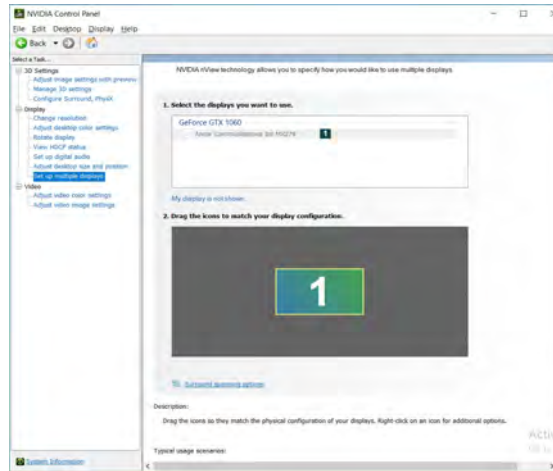 NVIDIA Control Panel
File Edit Desktop Display Help
Back
Select a Task...
3D Settings
Adjust image settings with preview
Manage 3D settings
Configure Surround, PhysX
Display
Change resolution
Adjust desktop color settings
Rotate display
View HDCP status
Set up digital audio
Adjust desktop size and position
Set up multiple displays
Video
Adjust video color settings
Adjust video image settings
System Information
NVIDIA nView technology allows you to specify how you would like to use multiple displays.
1. Select the displays you want to use.
GeForce GTX 1060
1
My display is not shown...
2. Drag the icons to match your display configuration.
1
Surround spanning options
Description:
Drag the icons so they match the physical configuration of your displays. Right-click on an icon for additional options.
Typical usage scenarios: